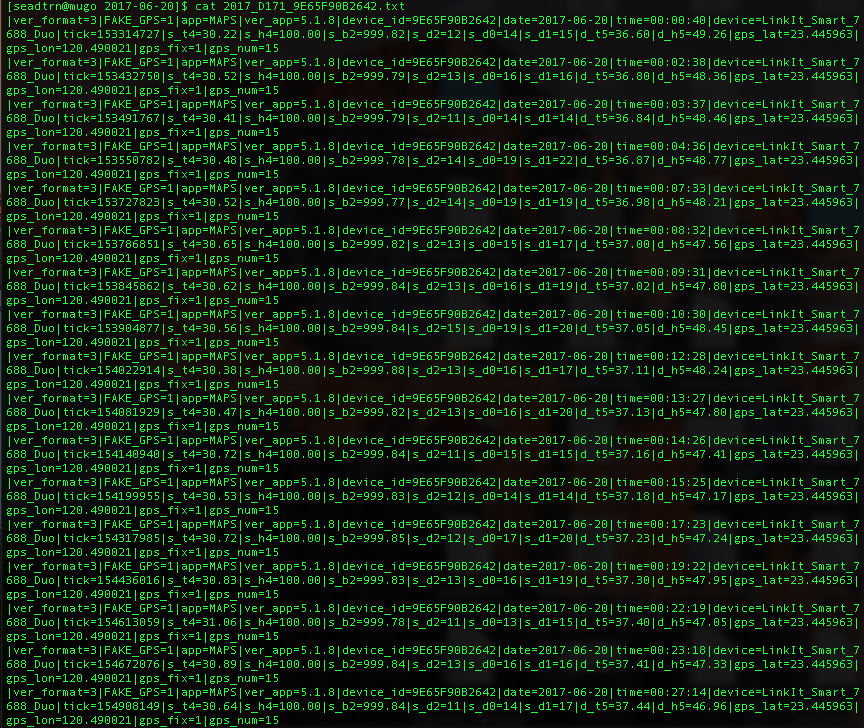 [seadtrn@mugo 2017-06-20]$ cat 2017_D171_9E65F90B2642.txt
|ver_format=3|FAKE_GPS=1|app=MAPS|ver_app=5.1.8|device_id=9E65F90B2642|date=2017-06-20|time=00:00:40|device=LinkIt_Smart_7
688_Duo|tick=153314727|s_t4=30.22|s_h4=100.00|s_b2=999.82|s_d2=12|s_d0=14|s_d1=15|d_t5=36.60|d_h5=49.26|gps_lat=23.445963|
gps_lon=120.490021|gps_fix=1|gps_num=15
|ver_format=3|FAKE_GPS=1|app=MAPS|ver_app=5.1.8|device_id=9E65F90B2642|date=2017-06-20|time=00:02:38|device=LinkIt_Smart_7
688_Duo|tick=153432750|s_t4=30.52|s_h4=100.00|s_b2=999.79|s_d2=13|s_d0=16|s_d1=16|d_t5=36.80|d_h5=48.36|gps_lat=23.445963|
gps_lon=120.490021|gps_fix=1|gps_num=15
|ver_format=3|FAKE_GPS=1|app=MAPS|ver_app=5.1.8|device_id=9E65F90B2642|date=2017-06-20|time=00:03:37|device=LinkIt_Smart_7
688_Duo|tick=153491767|s_t4=30.41|s_h4=100.00|s_b2=999.79|s_d2=11|s_d0=14|s_d1=14|d_t5=36.84|d_h5=48.46|gps_lat=23.445963|
gps_lon=120.490021|gps_fix=1|gps_num=15
|ver_format=3|FAKE_GPS=1|app=MAPS|ver_app=5.1.8|device_id=9E65F90B2642|date=2017-06-20|time=00:04:36|device=LinkIt_Smart_7
688_Duo|tick=153550782|s_t4=30.48|s_h4=100.00|s_b2=999.78|s_d2=14|s_d0=19|s_d1=22|d_t5=36.87|d_h5=48.77|gps_lat=23.445963|
gps_lon=120.490021|gps_fix=1|gps_num=15
|ver_format=3|FAKE_GPS=1|app=MAPS|ver_app=5.1.8|device_id=9E65F90B2642|date=2017-06-20|time=00:07:33|device=LinkIt_Smart_7
688_Duo|tick=153727823|s_t4=30.52|s_h4=100.00|s_b2=999.77|s_d2=14|s_d0=19|s_d1=19|d_t5=36.98|d_h5=48.21|gps_lat=23.445963|
gps_lon=120.490021|gps_fix=1|gps_num=15
|ver_format=3|FAKE_GPS=1|app=MAPS|ver_app=5.1.8|device_id=9E65F90B2642|date=2017-06-20|time=00:08:32|device=LinkIt_Smart_7
688_Duo|tick=153786851|s_t4=30.65|s_h4=100.00|s_b2=999.82|s_d2=13|s_d0=15|s_d1=17|d_t5=37.00|d_h5=47.56|gps_lat=23.445963|
gps_lon=120.490021|gps_fix=1|gps_num=15
|ver_format=3|FAKE_GPS=1|app=MAPS|ver_app=5.1.8|device_id=9E65F90B2642|date=2017-06-20|time=00:09:31|device=LinkIt_Smart_7
688_Duo|tick=153845862|s_t4=30.62|s_h4=100.00|s_b2=999.84|s_d2=13|s_d0=16|s_d1=19|d_t5=37.02|d_h5=47.80|gps_lat=23.445963|
gps_lon=120.490021|gps_fix=1|gps_num=15
|ver_format=3|FAKE_GPS=1|app=MAPS|ver_app=5.1.8|device_id=9E65F90B2642|date=2017-06-20|time=00:10:30|device=LinkIt_Smart_7
688_Duo|tick=153904877|s_t4=30.56|s_h4=100.00|s_b2=999.84|s_d2=15|s_d0=19|s_d1=20|d_t5=37.05|d_h5=48.45|gps_lat=23.445963|
gps_lon=120.490021|gps_fix=1|gps_num=15
|ver_format=3|FAKE_GPS=1|app=MAPS|ver_app=5.1.8|device_id=9E65F90B2642|date=2017-06-20|time=00:12:28|device=LinkIt_Smart_7
688_Duo|tick=154022914|s_t4=30.38|s_h4=100.00|s_b2=999.88|s_d2=13|s_d0=16|s_d1=17|d_t5=37.11|d_h5=48.24|gps_lat=23.445963|
gps_lon=120.490021|gps_fix=1|gps_num=15
|ver_format=3|FAKE_GPS=1|app=MAPS|ver_app=5.1.8|device_id=9E65F90B2642|date=2017-06-20|time=00:13:27|device=LinkIt_Smart_7
688_Duo|tick=154081929|s_t4=30.47|s_h4=100.00|s_b2=999.82|s_d2=13|s_d0=16|s_d1=20|d_t5=37.13|d_h5=47.80|gps_lat=23.445963|
gps_lon=120.490021|gps_fix=1|gps_num=15
|ver_format=3|FAKE_GPS=1|app=MAPS|ver_app=5.1.8|device_id=9E65F90B2642|date=2017-06-20|time=00:14:26|device=LinkIt_Smart_7
688_Duo|tick=154140940|s_t4=30.72|s_h4=100.00|s_b2=999.84|s_d2=11|s_d0=15|s_d1=15|d_t5=37.16|d_h5=47.41|gps_lat=23.445963|
gps_lon=120.490021|gps_fix=1|gps_num=15
|ver_format=3|FAKE_GPS=1|app=MAPS|ver_app=5.1.8|device_id=9E65F90B2642|date=2017-06-20|time=00:15:25|device=LinkIt_Smart_7
688_Duo|tick=154199955|s_t4=30.53|s_h4=100.00|s_b2=999.83|s_d2=12|s_d0=14|s_d1=14|d_t5=37.18|d_h5=47.17|gps_lat=23.445963|
gps_lon=120.490021|gps_fix=1|gps_num=15
|ver_format=3|FAKE_GPS=1|app=MAPS|ver_app=5.1.8|device_id=9E65F90B2642|date=2017-06-20|time=00:17:23|device=LinkIt_Smart_7
688_Duo|tick=154317985|s_t4=30.72|s_h4=100.00|s_b2=999.85|s_d2=12|s_d0=17|s_d1=20|d_t5=37.23|d_h5=47.24|gps_lat=23.445963|
gps_lon=120.490021|gps_fix=1|gps_num=15
|ver_format=3|FAKE_GPS=1|app=MAPS|ver_app=5.1.8|device_id=9E65F90B2642|date=2017-06-20|time=00:19:22|device=LinkIt_Smart_7
688_Duo|tick=154436016|s_t4=30.83|s_h4=100.00|s_b2=999.83|s_d2=13|s_d0=16|s_d1=19|d_t5=37.30|d_h5=47.95|gps_lat=23.445963|
gps_lon=120.490021|gps_fix=1|gps_num=15
|ver_format=3|FAKE_GPS=1|app=MAPS|ver_app=5.1.8|device_id=9E65F90B2642|date=2017-06-20|time=00:22:19|device=LinkIt_Smart_7
688_Duo|tick=154613059|s_t4=31.06|s_h4=100.00|s_b2=999.78|s_d2=11|s_d0=13|s_d1=15|d_t5=37.40|d_h5=47.05|gps_lat=23.445963|
gps_lon=120.490021|gps_fix=1|gps_num=15
|ver_format=3|FAKE_GPS=1|app=MAPS|ver_app=5.1.8|device_id=9E65F90B2642|date=2017-06-20|time=00:23:18|device=LinkIt_Smart_7
688_Duo|tick=154672076|s_t4=30.89|s_h4=100.00|s_b2=999.84|s_d2=13|s_d0=16|s_d1=16|d_t5=37.41|d_h5=47.33|gps_lat=23.445963|
gps_lon=120.490021|gps_fix=1|gps_num=15
|ver_format=3|FAKE_GPS=1|app=MAPS|ver_app=5.1.8|device_id=9E65F90B2642|date=2017-06-20|time=00:27:14|device=LinkIt_Smart_7
688_Duo|tick=154908149|s_t4=30.64|s_h4=100.00|s_b2=999.84|s_d2=11|s_d0=14|s_d1=17|d_t5=37.44|d_h5=46.96|gps_lat=23.445963|
gps_lon=120.490021|gps_fix=1|gps_num=15